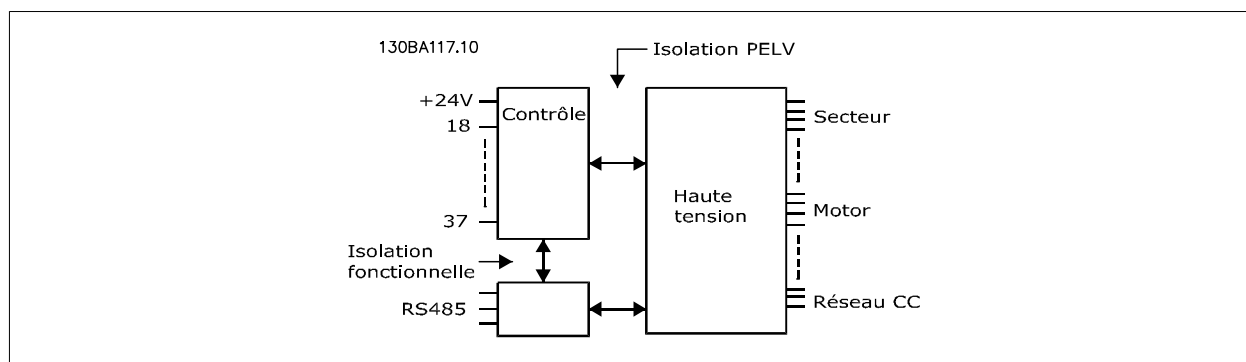 130BA117.10
Isolation PELV
+24V
Contrôle
18
Secteur
Haute
tension
Motor
37
Isolation
fonctionnelle
RS485
Réseau CC